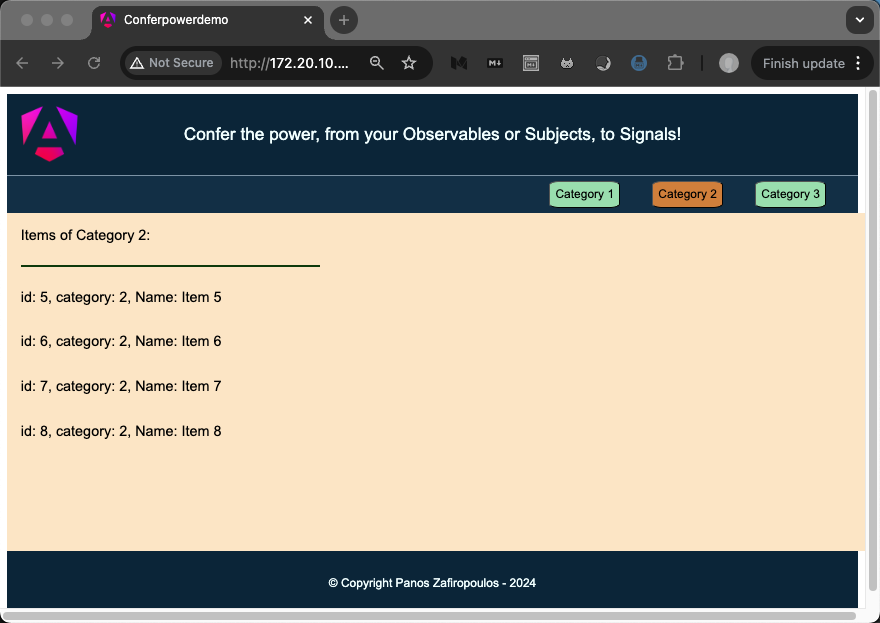 Conferpowerdemo
Not Secure http://172.20.10.... M↓ Finish update
Confer the power, from your Observables or Subjects, to Signals!
Category 1 Category 2 Category 3
Items of Category 2:
id: 5, category: 2, Name: Item 5
id: 6, category: 2, Name: Item 6
id: 7, category: 2, Name: Item 7
id: 8, category: 2, Name: Item 8
© Copyright Panos Zafiropoulos - 2024